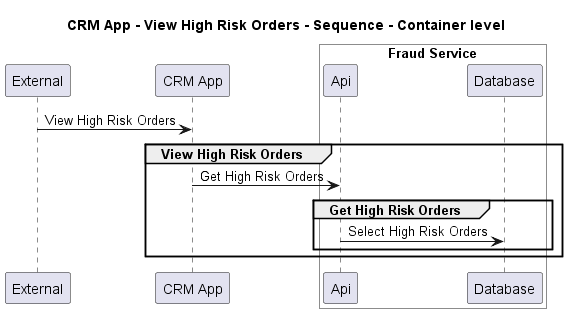 CRM App - View High Risk Orders - Sequence - Container level
Fraud Service
External
CRM App
Api
Database
View High Risk Orders
View High Risk Orders
Get High Risk Orders
Get High Risk Orders
Select High Risk Orders
External
CRM App
Api
Database